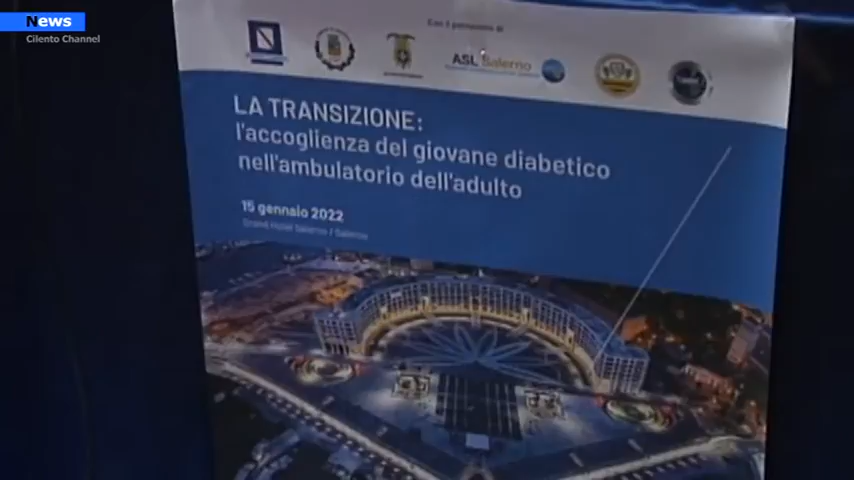 News
Cilento Channel
Con il patrocinio di
ASL Salerno
LA TRANSIZIONE:
l'accoglienza del giovane diabetico
nell'ambulatorio dell'adulto
15 gennaio 2022
Grand Hotel Salerno / Salerno